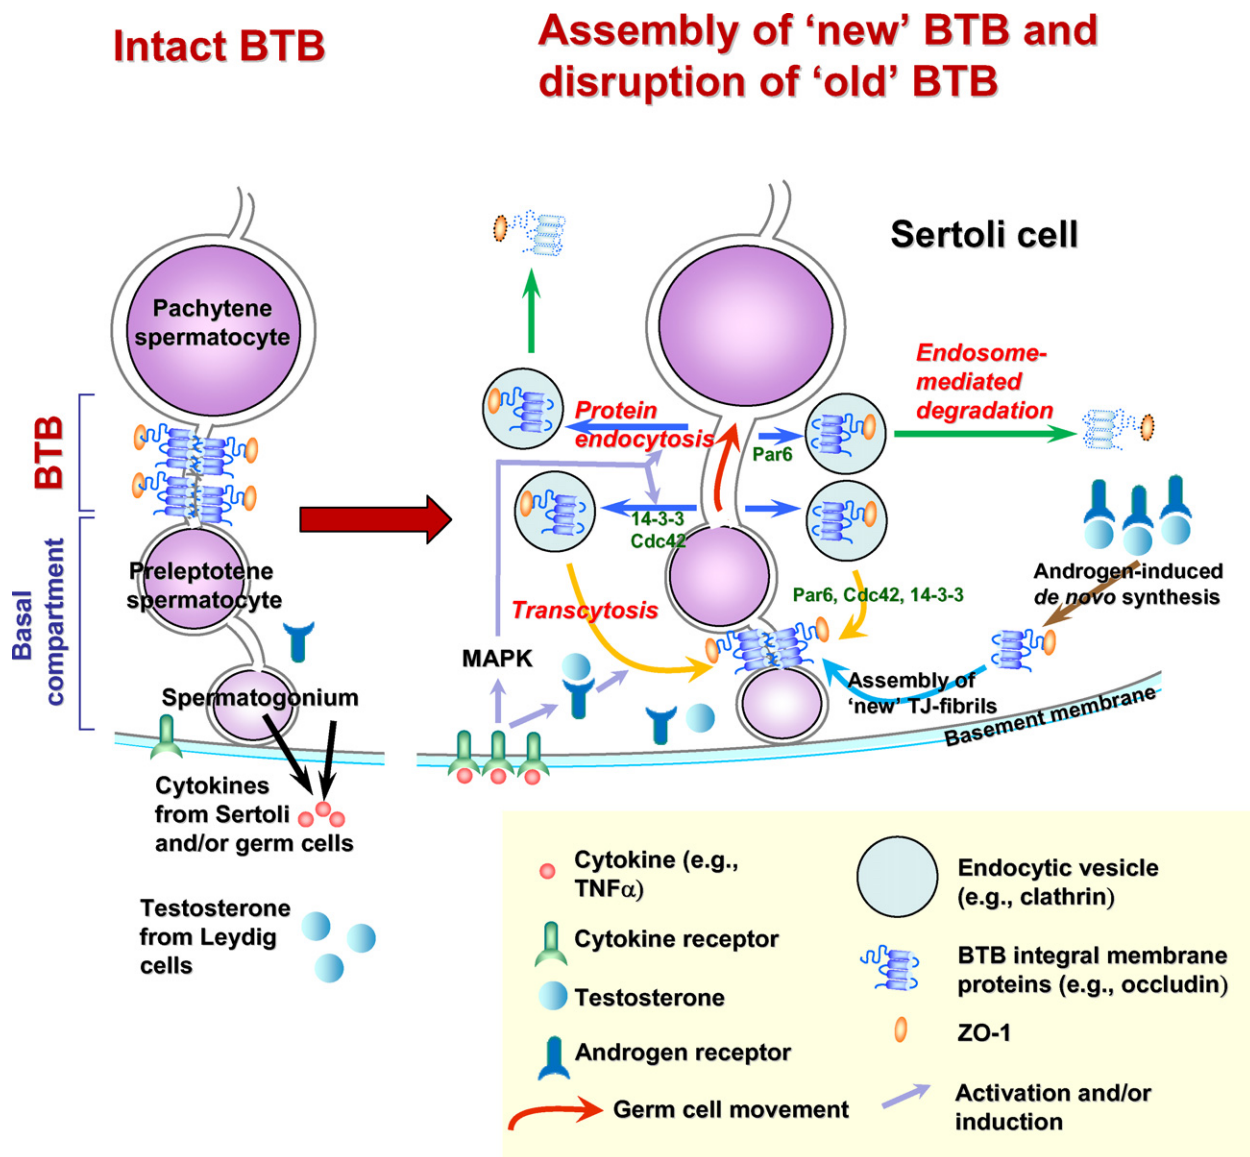 Intact BTB
Assembly of ‘new’ BTB and
disruption of ‘old’ BTB
Sertoli cell
Pachytene
spermatocyte
BTB
Preleptotene
spermatocyte
Basal
compartment
Spermatogonium
Cytokines
from Sertoli
and/or germ cells
Testosterone
from Leydig
cells
Protein
endocytosis
Par6
Endosome-
mediated
degradation
14-3-3
Cdc42
Transcytosis
Par6, Cdc42, 14-3-3
Androgen-induced
de novo synthesis
MAPK
Assembly of
‘new’ TJ-fibrils
Basement membrane
Cytokine (e.g.,
TNFα)
Cytokine receptor
Testosterone
Androgen receptor
Germ cell movement
Endocytic vesicle
(e.g., clathrin)
BTB integral membrane
proteins (e.g., occludin)
ZO-1
Activation and/or
induction